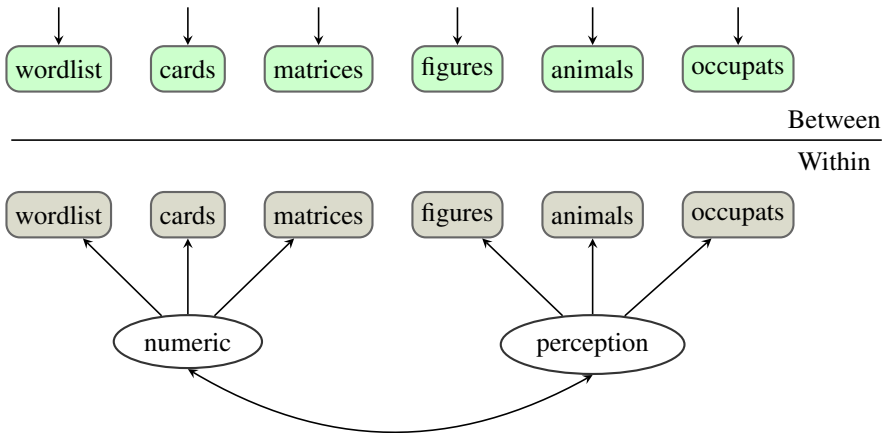 wordlist cards matrices figures animals occupats
Between
Within
wordlist cards matrices figures animals occupats
numeric perception